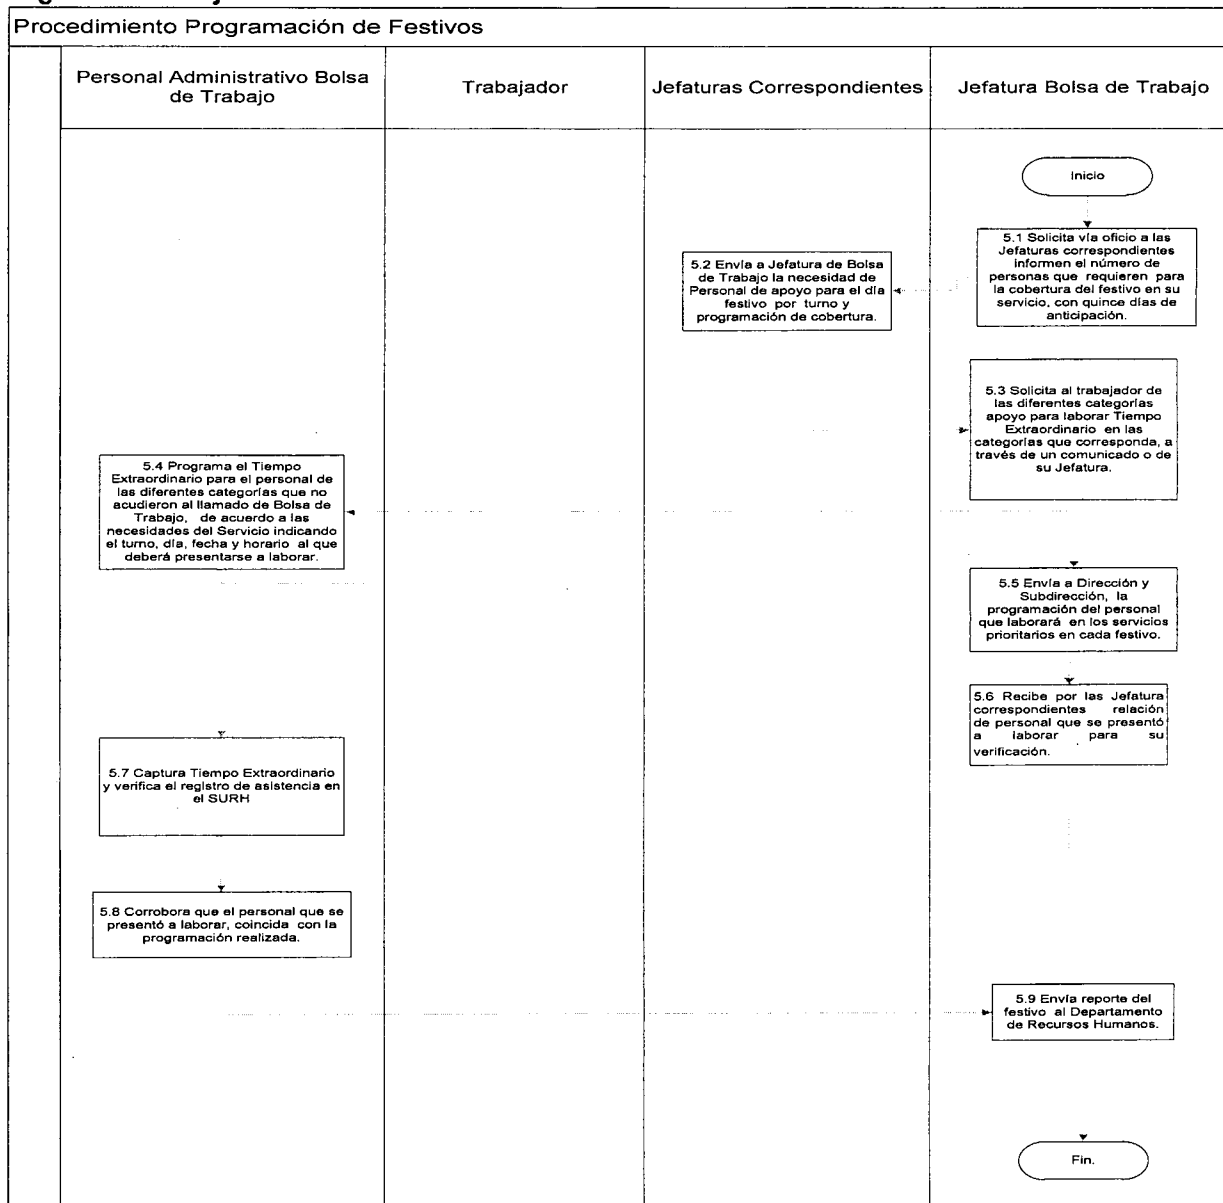 Procedimiento Programación de Festivos
Personal Administrativo Bolsa
de Trabajo
Trabajador
Jefaturas Correspondientes
Jefatura Bolsa de Trabajo
Inicio
5.1 Solicita vía oficio a las
Jefaturas correspondientes
informen el número de
personas que requieren para
la cobertura del festivo en su
servicio, con quince días de
anticipación.
5.2 Envía a Jefatura de Bolsa
de Trabajo la necesidad de
Personal de apoyo para el día
festivo por turno y
programación de cobertura.
5.3 Solicita al trabajador de
las diferentes categorías
apoyo para laborar Tiempo
Extraordinario en las
categorías que corresponda, a
través de un comunicado o de
su Jefatura.
5.4 Programa el Tiempo
Extraordinario para el personal de
las diferentes categorías que no
acudieron al llamado de Bolsa de
Trabajo, de acuerdo a las
necesidades del Servicio indicando
el turno, día, fecha y horario al que
deberá presentarse a laborar.
5.5 Envía a Dirección y
Subdirección, la
programación del personal
que laborará en los servicios
prioritarios en cada festivo.
5.6 Recibe por las Jefatura
correspondientes relación
de personal que se presentó
a laborar para su
verificación.
5.7 Captura Tiempo Extraordinario
y verifica el registro de asistencia en
el SURH
5.8 Corrobora que el personal que se
presentó a laborar, coincida con la
programación realizada.
5.9 Envía reporte del
festivo al Departamento
de Recursos Humanos.
Fin.